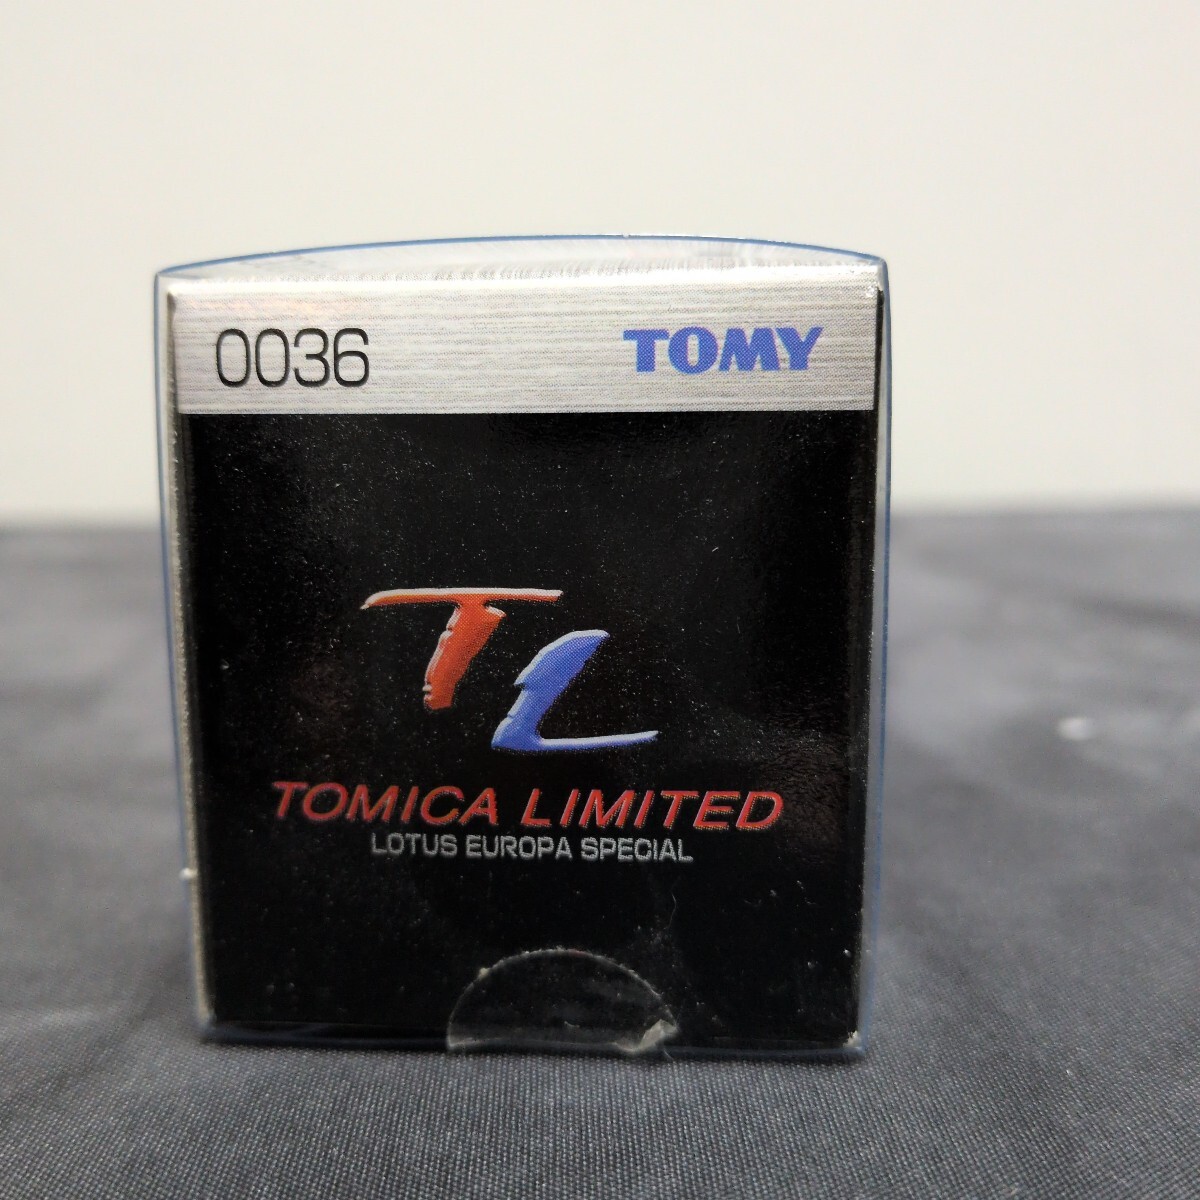 0036 TOMY
TL
TOMICA LIMITED
LOTUS EUROPA SPECIAL